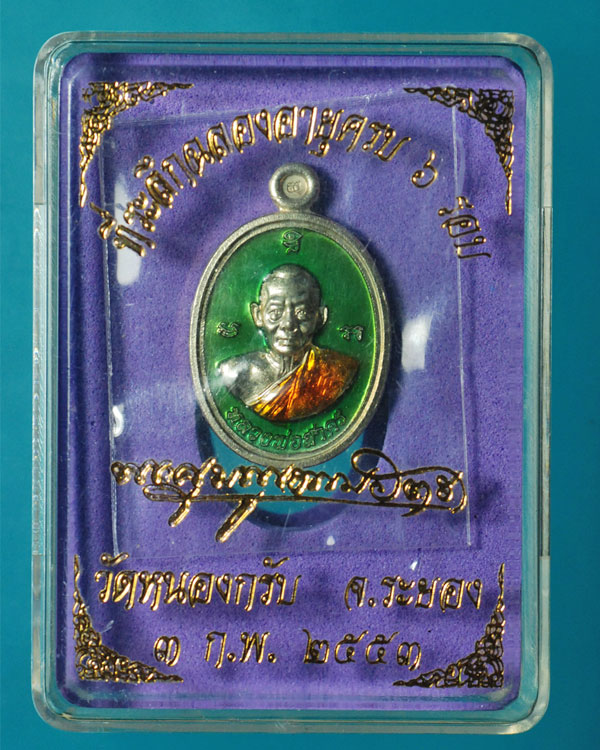 ที่ระลึกฉลองอายุครบ ๖ รอบ
หลวงพ่อสาคร
วัดหนองกรับ จ.ระยอง
๓ ก.พ. ๒๕๕๓